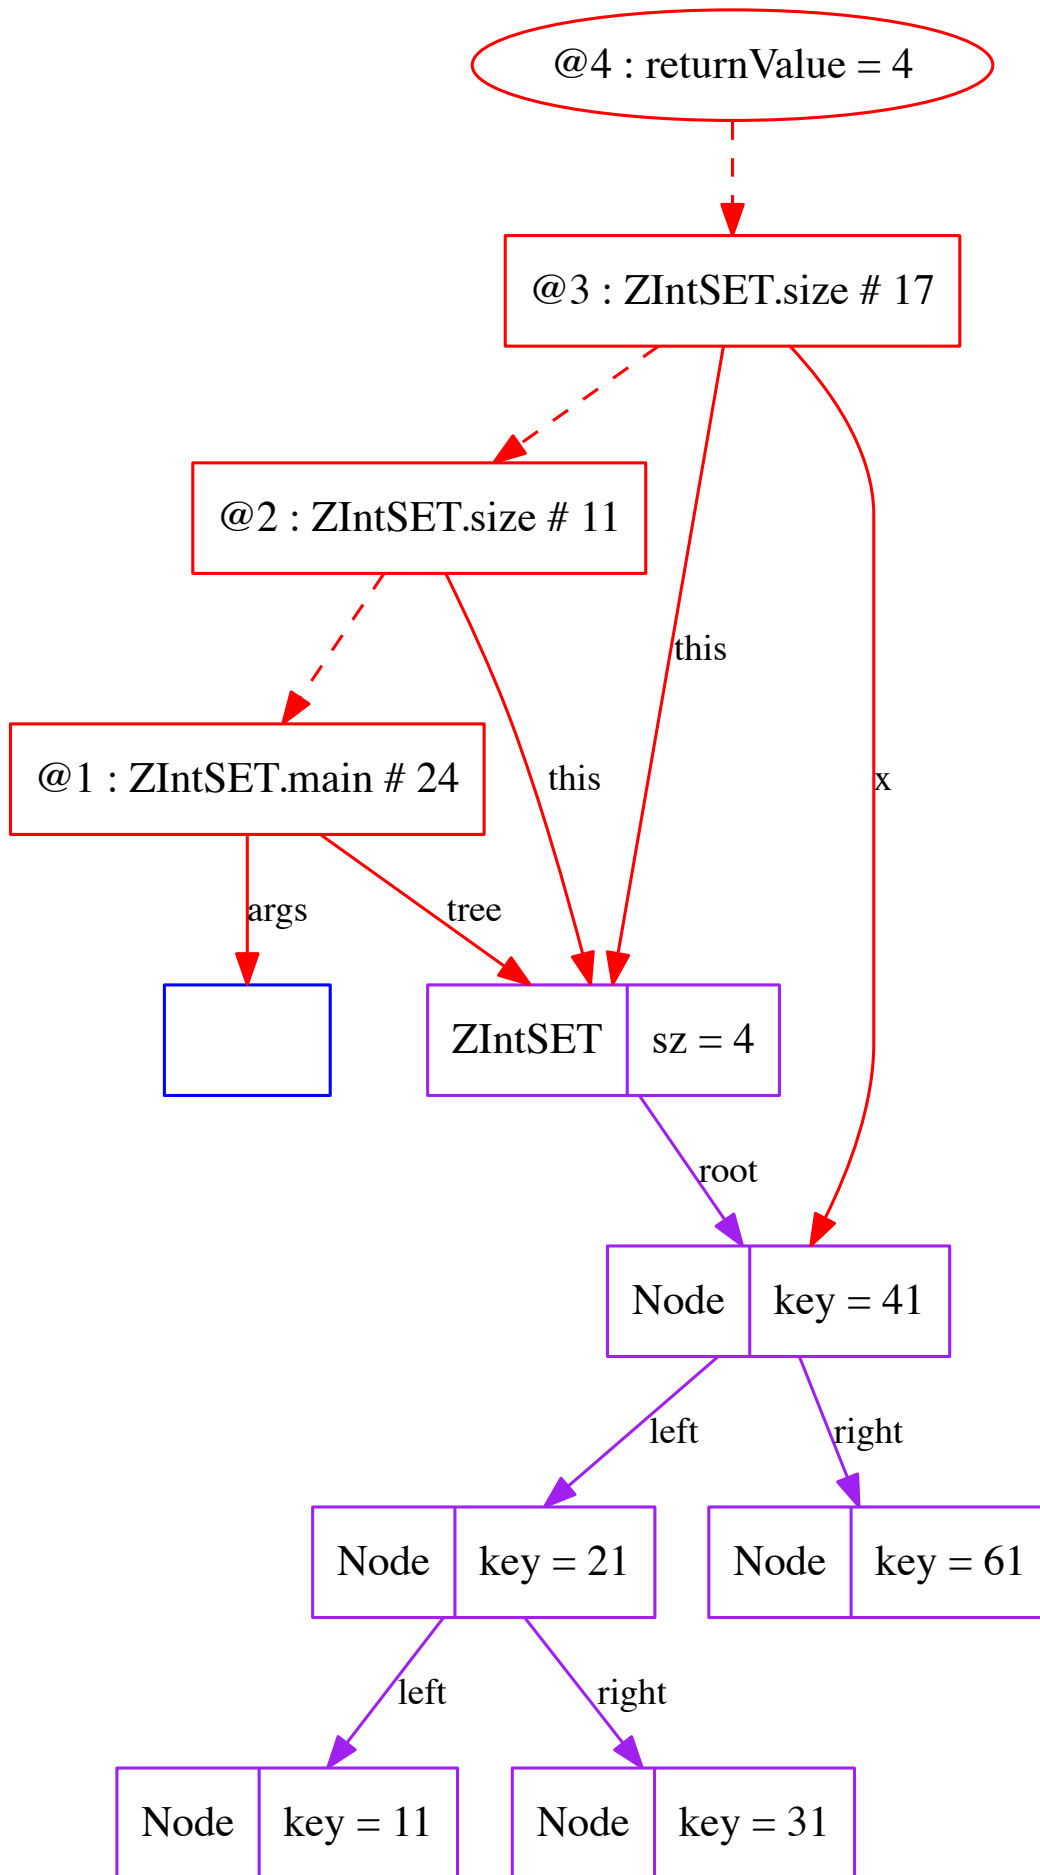 @4 : returnValue = 4
@3 : ZIntSET.size # 17
@2 : ZIntSET.size # 11
this
@1 : ZIntSET.main # 24
this
x
args
tree
ZIntSET
sz = 4
root
Node
key = 41
left
right
Node
key = 21
Node
key = 61
left
right
Node
key = 11
Node
key = 31